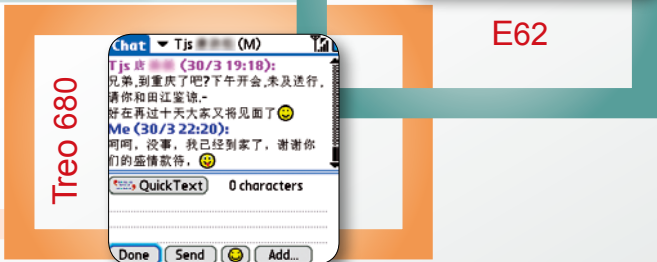 E62
Treo 680
Chat Tjs (M)
Tjs 唐 (30/3 19:18):
兄弟,到重庆了吧?下午开会,未及送行,
请你和田江鉴谅,-
好在再过十天大家又将见面了
Me (30/3 22:20):
呵呵，没事，我已经到家了，谢谢你
们的盛情款待，
QuickText 0 characters
Done Send Add...